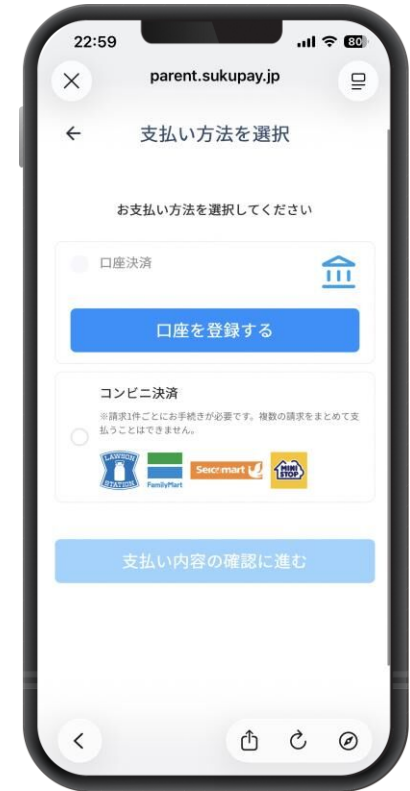 22:59
80
parent.sukupay.jp
支払い方法を選択
お支払い方法を選択してください
口座決済
口座を登録する
コンビニ決済
※請求1件ごとにお手続きが必要です。複数の請求をまとめて支
払うことはできません。
LAWSON
STATION
FamilyMart
Seicomart
MINI
STOP
支払い内容の確認に進む